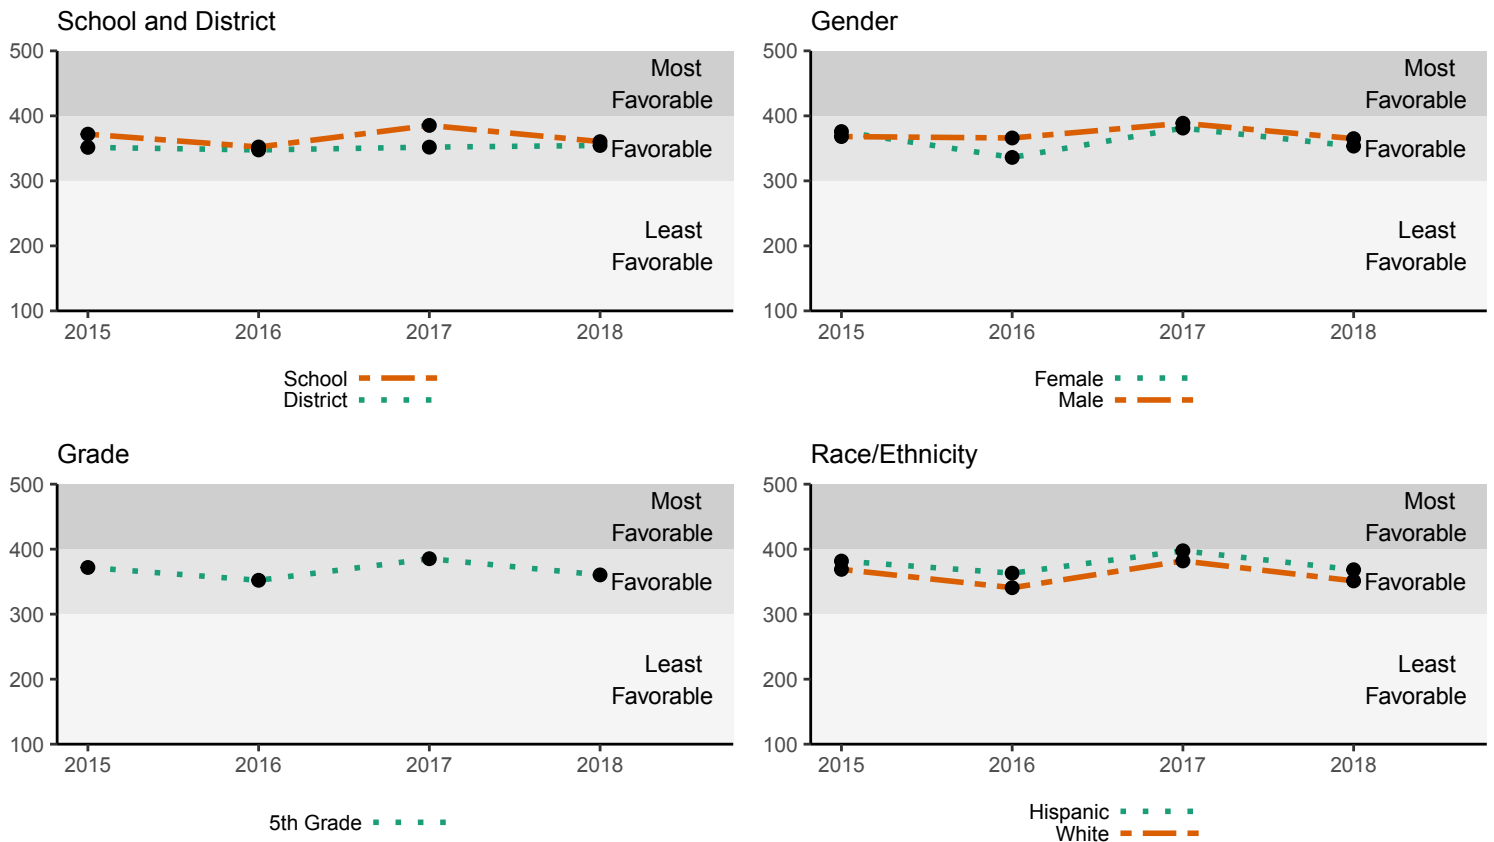 School and District
500
400
300
200
100
Most
Favorable
Favorable
Least
Favorable
2015 2016 2017 2018
School
District
Gender
500
400
300
200
100
Most
Favorable
Favorable
Least
Favorable
2015 2016 2017 2018
Female
Male
Grade
500
400
300
200
100
Most
Favorable
Favorable
Least
Favorable
2015 2016 2017 2018
5th Grade
Race/Ethnicity
500
400
300
200
100
Most
Favorable
Favorable
Least
Favorable
2015 2016 2017 2018
Hispanic
White